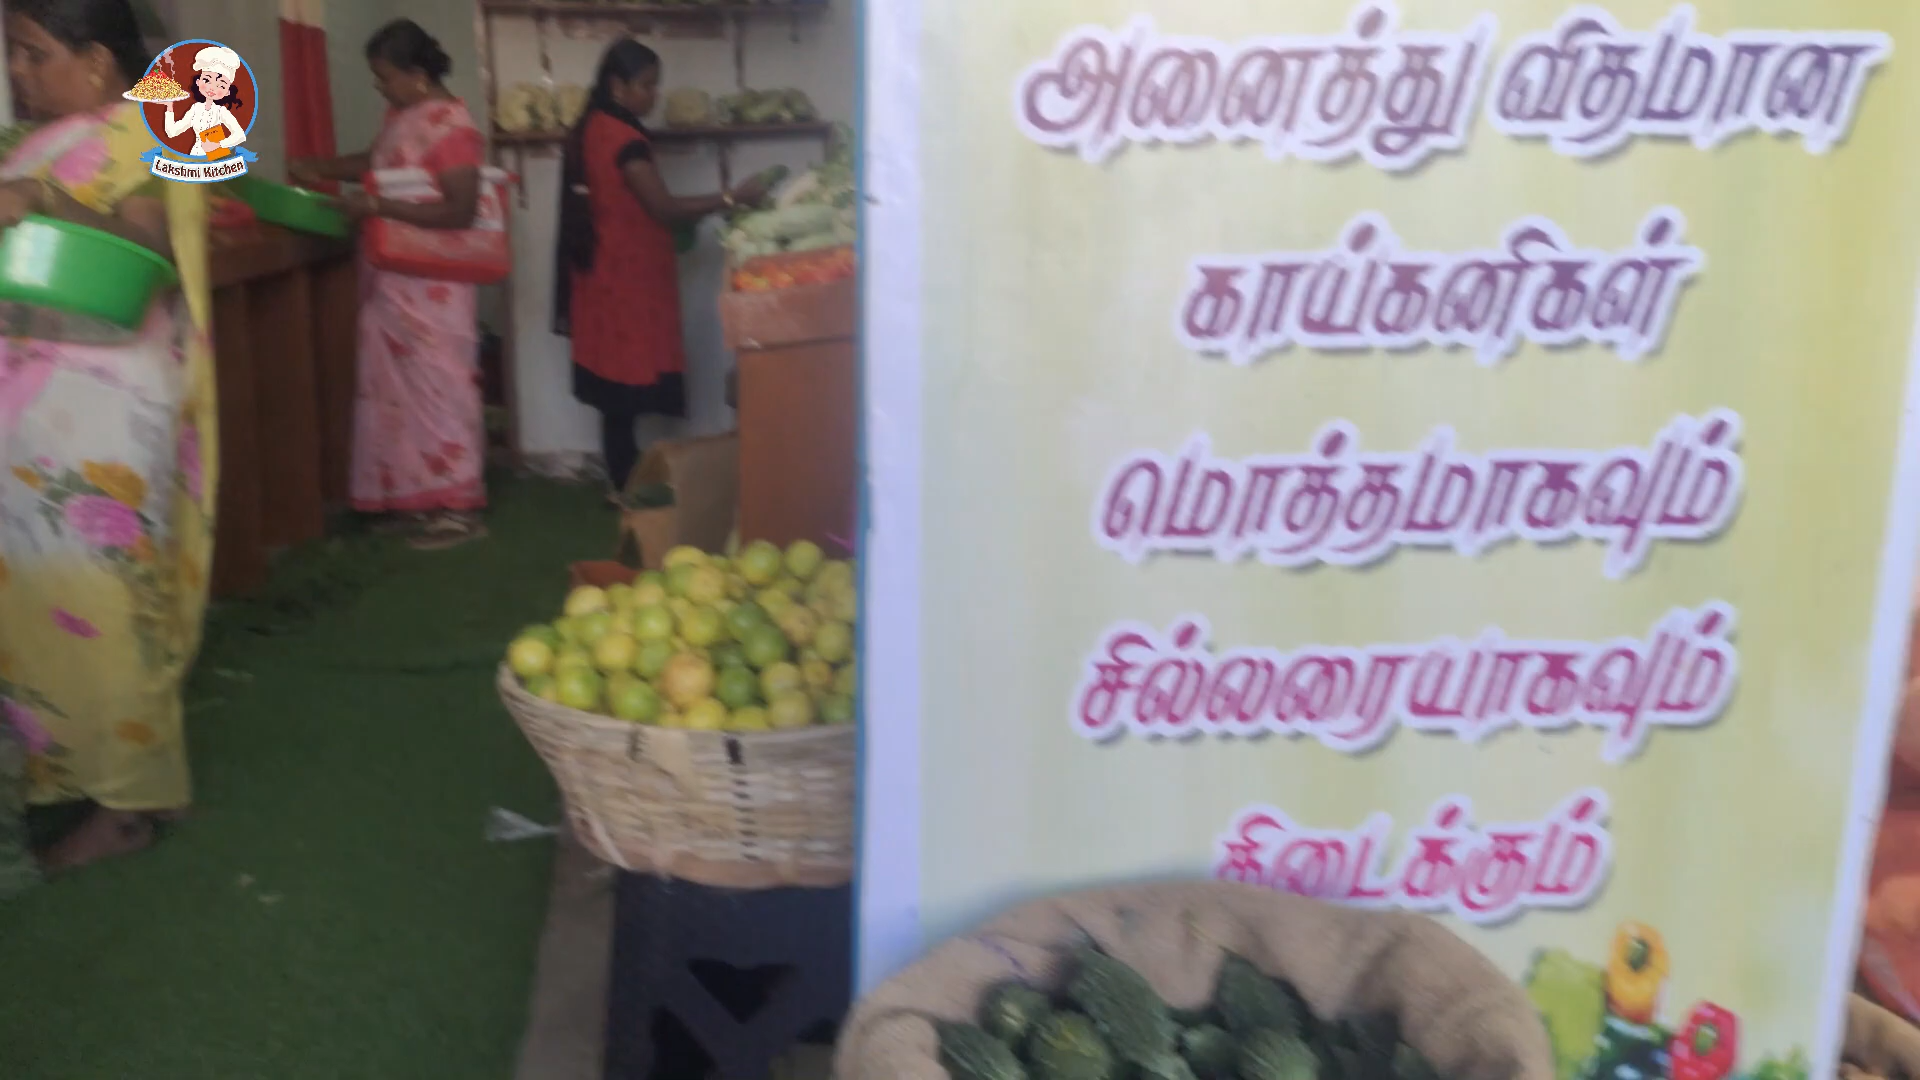 Lakshmi Kitchen
அனைத்து விதமான
காய்கனிகள்
மொத்தமாகவும்
சில்லரையாகவும்
கிடைக்கும்